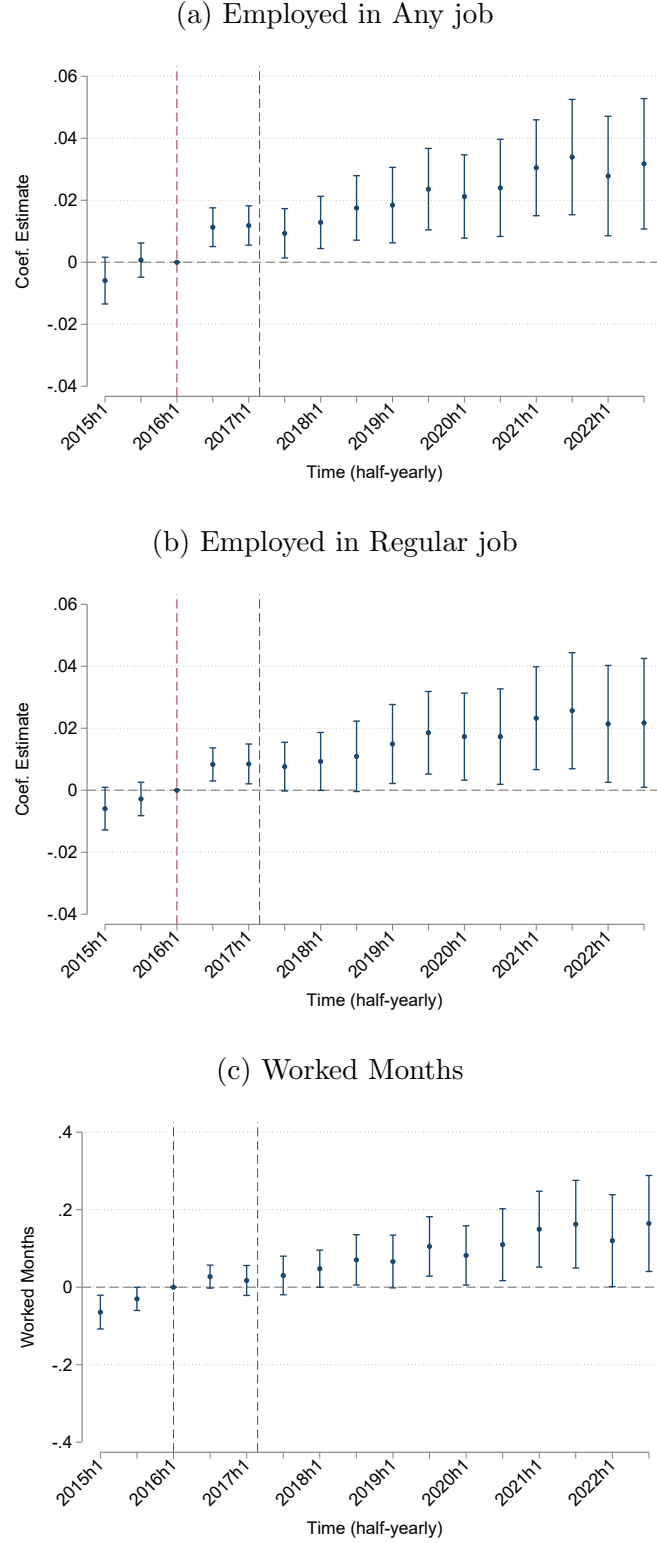 (a) Employed in Any job
.06
.04
.02
0
-.02
-.04
Coef. Estimate
2015h1
2016h1
2017h1
2018h1
2019h1
2020h1
2021h1
2022h1
Time (half-yearly)
(b) Employed in Regular job
.06
.04
.02
0
-.02
-.04
Coef. Estimate
2015h1
2016h1
2017h1
2018h1
2019h1
2020h1
2021h1
2022h1
Time (half-yearly)
(c) Worked Months
.4
.2
0
-.2
-.4
Worked Months
2015h1
2016h1
2017h1
2018h1
2019h1
2020h1
2021h1
2022h1
Time (half-yearly)